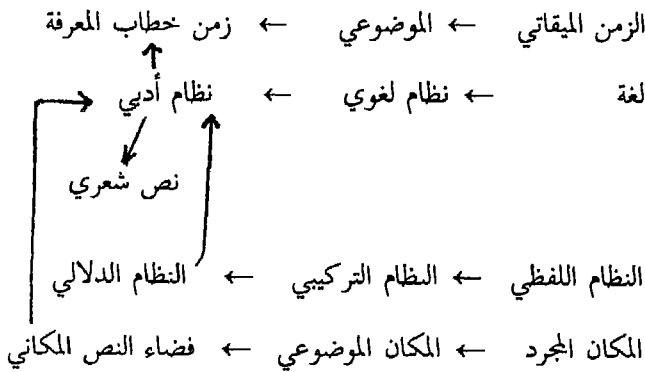 الزمن الميقاتي ← الموضوعي ← زمن خطاب المعرفة
لغة ← نظام لغوي ← نظام أدبي
نص شعري
النظام اللفظي ← النظام التركيبي ← النظام الدلالي
المكان المجرد ← المكان الموضوعي ← فضاء النص المكاني